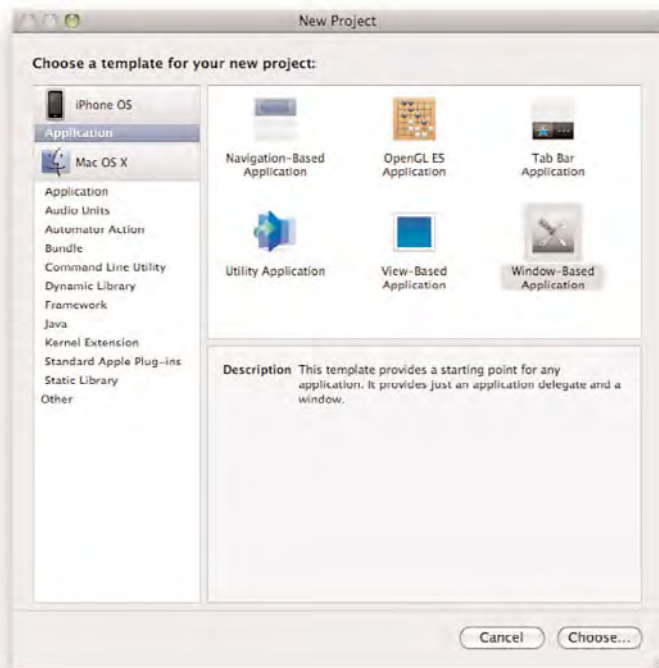 New Project
Choose a template for your new project:
iPhone OS
Application
Mac OS X
Application
Audio Units
Automator Action
Bundle
Command Line Utility
Dynamic Library
Framework
Java
Kernel Extension
Standard Apple Plug-ins
Static Library
Other
Navigation-Based
Application
OpenGL ES
Application
Tab Bar
Application
Utility Application
View-Based
Application
Window-Based
Application
Description This template provides a starting point for any
application. It provides just an application delegate and a
window.
Cancel
Choose...